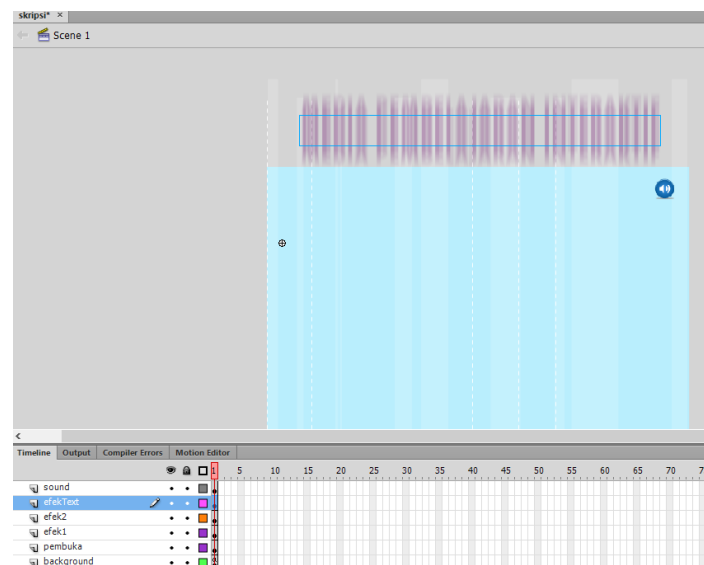 skripsi* ×
Scene 1
Timeline Output Compiler Errors Motion Editor
1 5 10 15 20 25 30 35 40 45 50 55 60 65 70
sound
efekText
efek2
efek1
pembuka
background